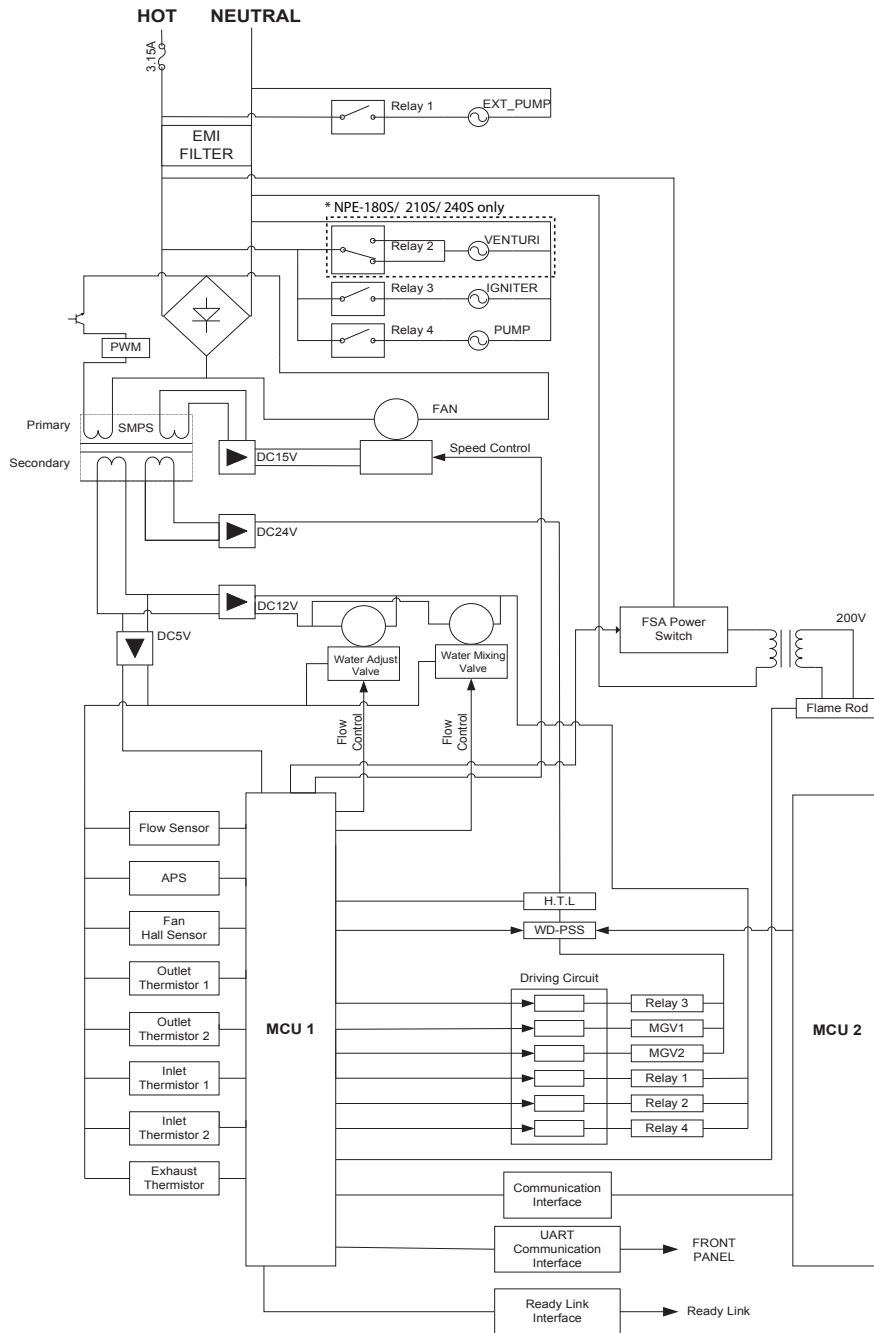 HOT NEUTRAL
3.15A
Relay 1 EXT_PUMP
EMI
FILTER
* NPE-180S/ 210S/ 240S only
Relay 2 VENTURI
Relay 3 IGNITER
Relay 4 PUMP
PWM
FAN
Primary SMPS
Secondary
DC15V
Speed Control
DC24V
DC12V
DC5V
Water Adjust
Valve
Water Mixing
Valve
FSA Power
Switch
200V
Flame Rod
Flow
Control
Flow
Control
Flow Sensor
APS
Fan
Hall Sensor
Outlet
Thermistor 1
Outlet
Thermistor 2
Inlet
Thermistor 1
Inlet
Thermistor 2
Exhaust
Thermistor
MCU 1
H.T.L
WD-PSS
Driving Circuit
Relay 3
MGV1
MGV2
Relay 1
Relay 2
Relay 4
MCU 2
Communication
Interface
UART
Communication
Interface
FRONT
PANEL
Ready Link
Interface
Ready Link